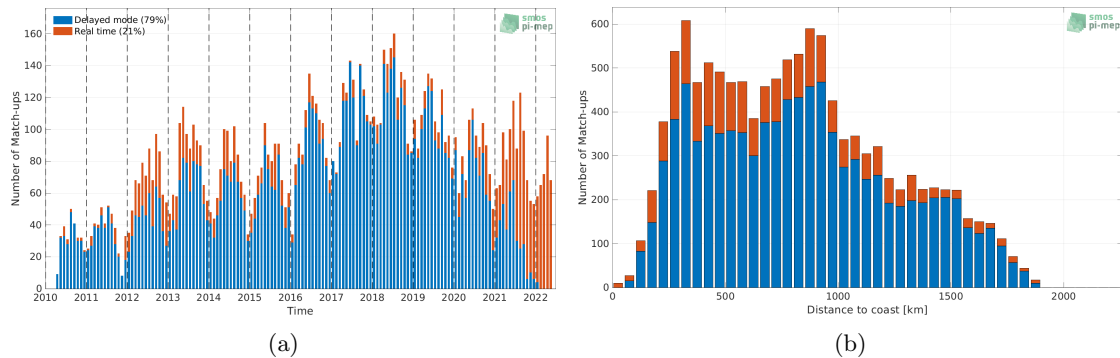 Delayed mode (79%)
Real time (21%)
smos
pi-mep
Number of Match-ups
160
140
120
100
80
60
40
20
0
2010 2011 2012 2013 2014 2015 2016 2017 2018 2019 2020 2021 2022
Time
(a)
smos
pi-mep
Number of Match-ups
600
500
400
300
200
100
0
0 500 1000 1500 2000
Distance to coast [km]
(b)